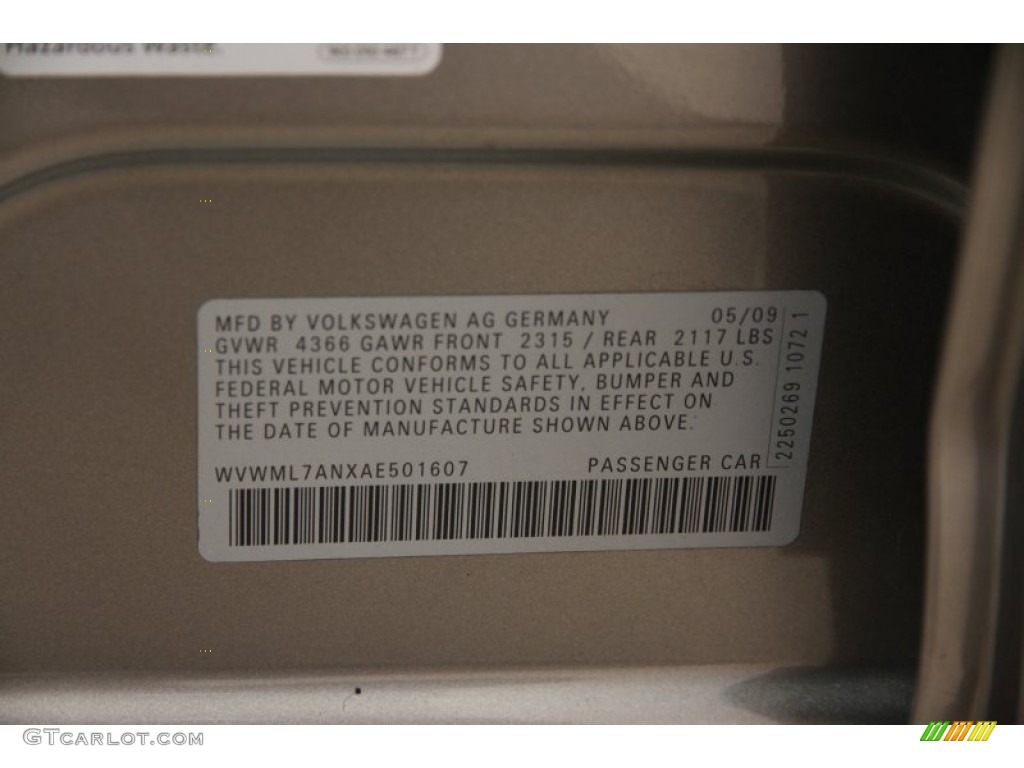 Hazardous Waste.
MFD BY VOLKSWAGEN AG GERMANY 05/09
GVWR 4366 GAWR FRONT 2315 / REAR 2117 LBS
THIS VEHICLE CONFORMS TO ALL APPLICABLE U.S.
FEDERAL MOTOR VEHICLE SAFETY, BUMPER AND
THEFT PREVENTION STANDARDS IN EFFECT ON
THE DATE OF MANUFACTURE SHOWN ABOVE.
WVWML7ANXAE501607 PASSENGER CAR
2250269 1072 1
GTCARLOT.COM